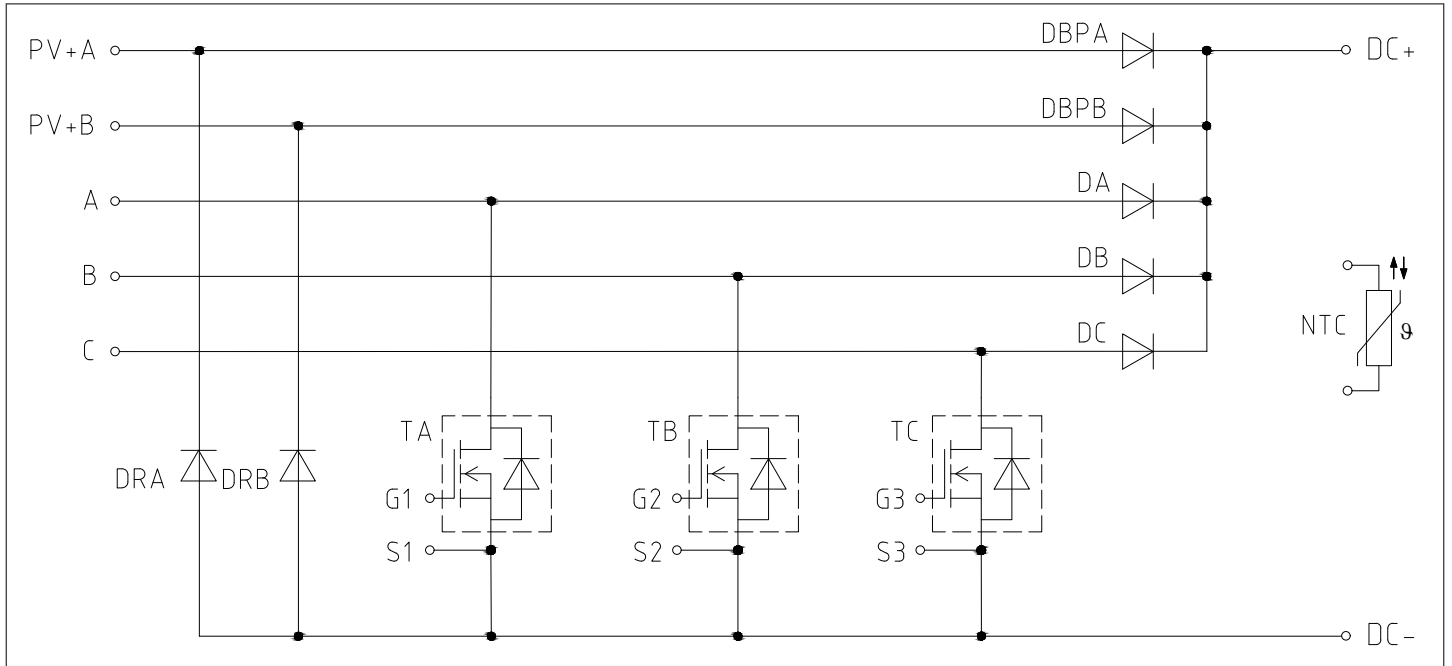 DBPA
PV+A
DC+
DBPB
PV+B
DA
A
DB
B
NTC
ϑ
DC
C
TA
TB
TC
DRA
DRB
G1
G2
G3
S1
S2
S3
DC-